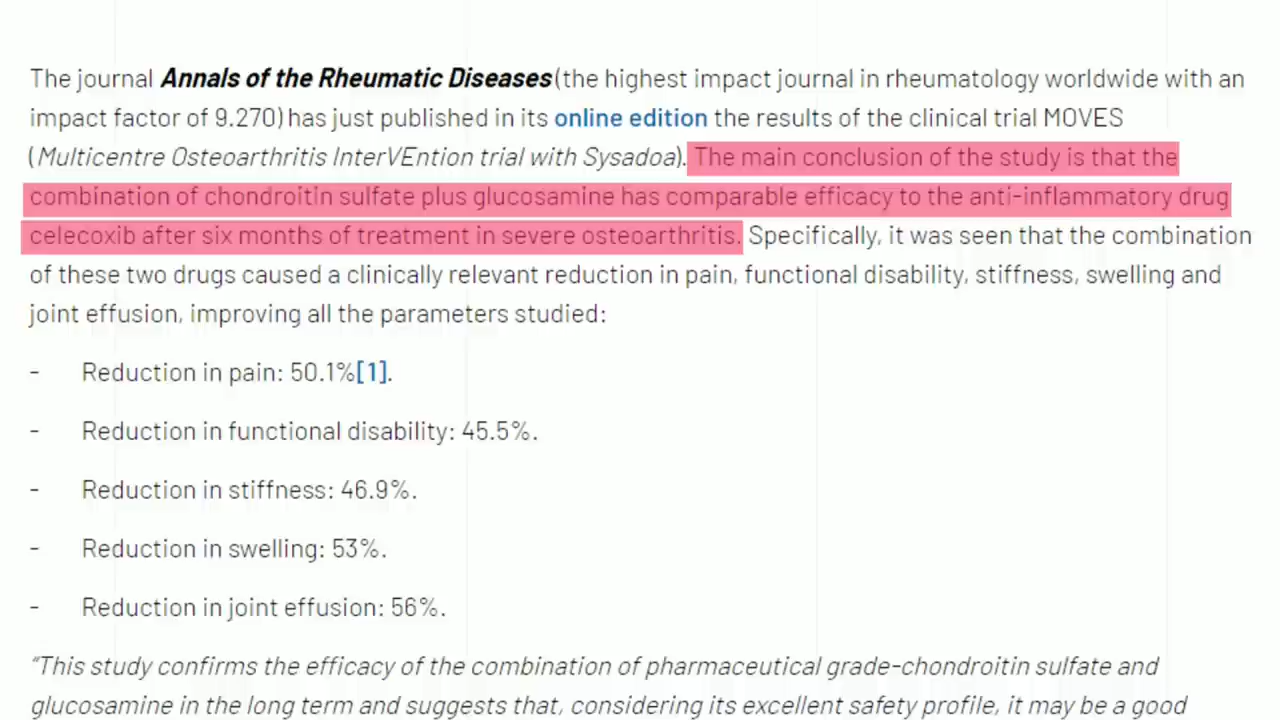 The journal Annals of the Rheumatic Diseases(the highest impact journal in rheumatology worldwide with an
impact factor of 9.270) has just published in its online edition the results of the clinical trial MOVES
(Multicentre Osteoarthritis InterVEntion trial with Sysadoa). The main conclusion of the study is that the
combination of chondroitin sulfate plus glucosamine has comparable efficacy to the anti-inflammatory drug
celecoxib after six months of treatment in severe osteoarthritis. Specifically, it was seen that the combination
of these two drugs caused a clinically relevant reduction in pain, functional disability, stiffness, swelling and
joint effusion, improving all the parameters studied:
- Reduction in pain: 50.1%[1].
- Reduction in functional disability: 45.5%.
- Reduction in stiffness: 46.9%.
- Reduction in swelling: 53%.
- Reduction in joint effusion: 56%.
“This study confirms the efficacy of the combination of pharmaceutical grade-chondroitin sulfate and
glucosamine in the long term and suggests that, considering its excellent safety profile, it may be a good